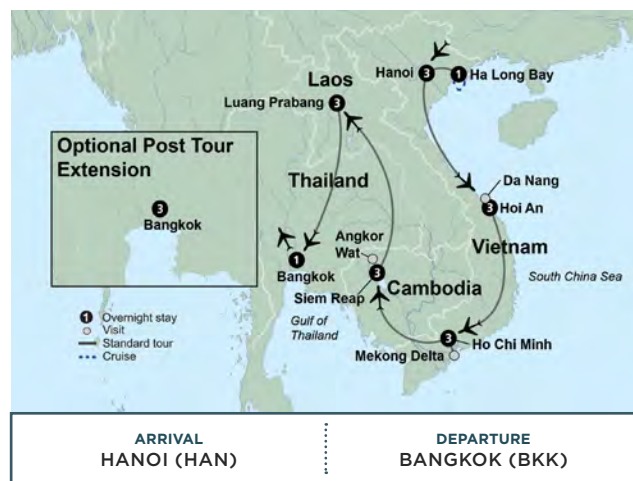 Laos
Luang Prabang 3
Hanoi 3
1 Ha Long Bay
Optional Post Tour
Extension
3
Bangkok
Thailand
Da Nang
3 Hoi An
Angkor
Wat
Vietnam
1
Bangkok
3
Siem Reap
Cambodia
South China Sea
Gulf of
Thailand
3 Ho Chi Minh
Mekong Delta
1 Overnight stay
Visit
Standard tour
Cruise
ARRIVAL
HANOI (HAN)
DEPARTURE
BANGKOK (BKK)